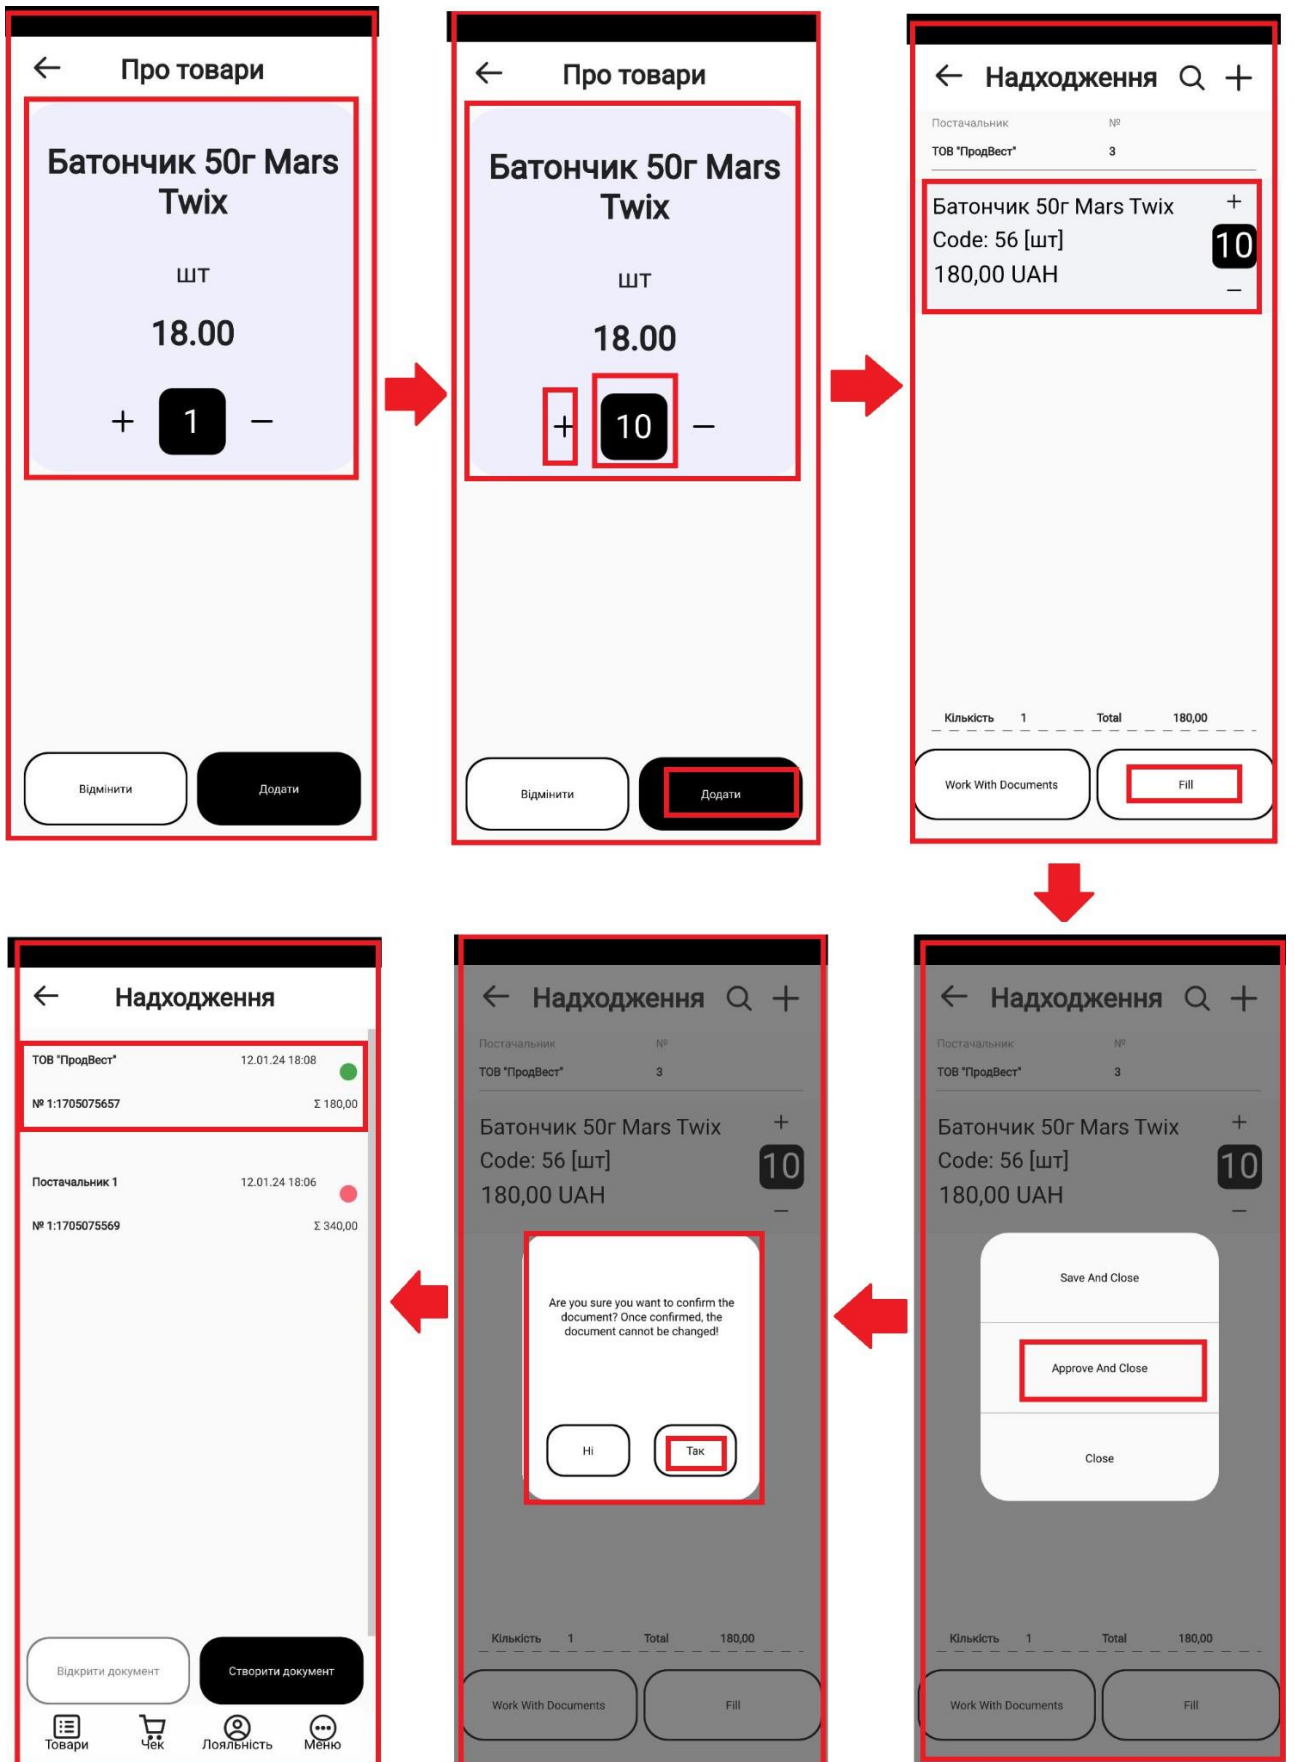 Про товари
Батончик 50г Mars
Twix
шт
18.00
+ 1 −
Відмінити
Додати
Про товари
Батончик 50г Mars
Twix
шт
18.00
+ 10 −
Відмінити
Додати
Надходження
Постачальник №
ТОВ "ПродВест" 3
Батончик 50г Mars Twix +
Code: 56 [шт] 10
180,00 UAH −
Кількість 1 Total 180,00
Work With Documents
Fill
Надходження
Постачальник №
ТОВ "ПродВест" 3
Батончик 50г Mars Twix +
Code: 56 [шт] 10
180,00 UAH −
Save And Close
Approve And Close
Close
Кількість 1 Total 180,00
Work With Documents
Fill
Надходження
Постачальник №
ТОВ "ПродВест" 3
Батончик 50г Mars Twix +
Code: 56 [шт] 10
180,00 UAH −
Are you sure you want to confirm the
document? Once confirmed, the
document cannot be changed!
Ні
Так
Кількість 1 Total 180,00
Work With Documents
Fill
Надходження
ТОВ "ПродВест" 12.01.24 18:08
№ 1:1705075657 Σ 180,00
Постачальник 1 12.01.24 18:06
№ 1:1705075569 Σ 340,00
Відкрити документ
Створити документ
Товари
Чек
Лояльність
Меню